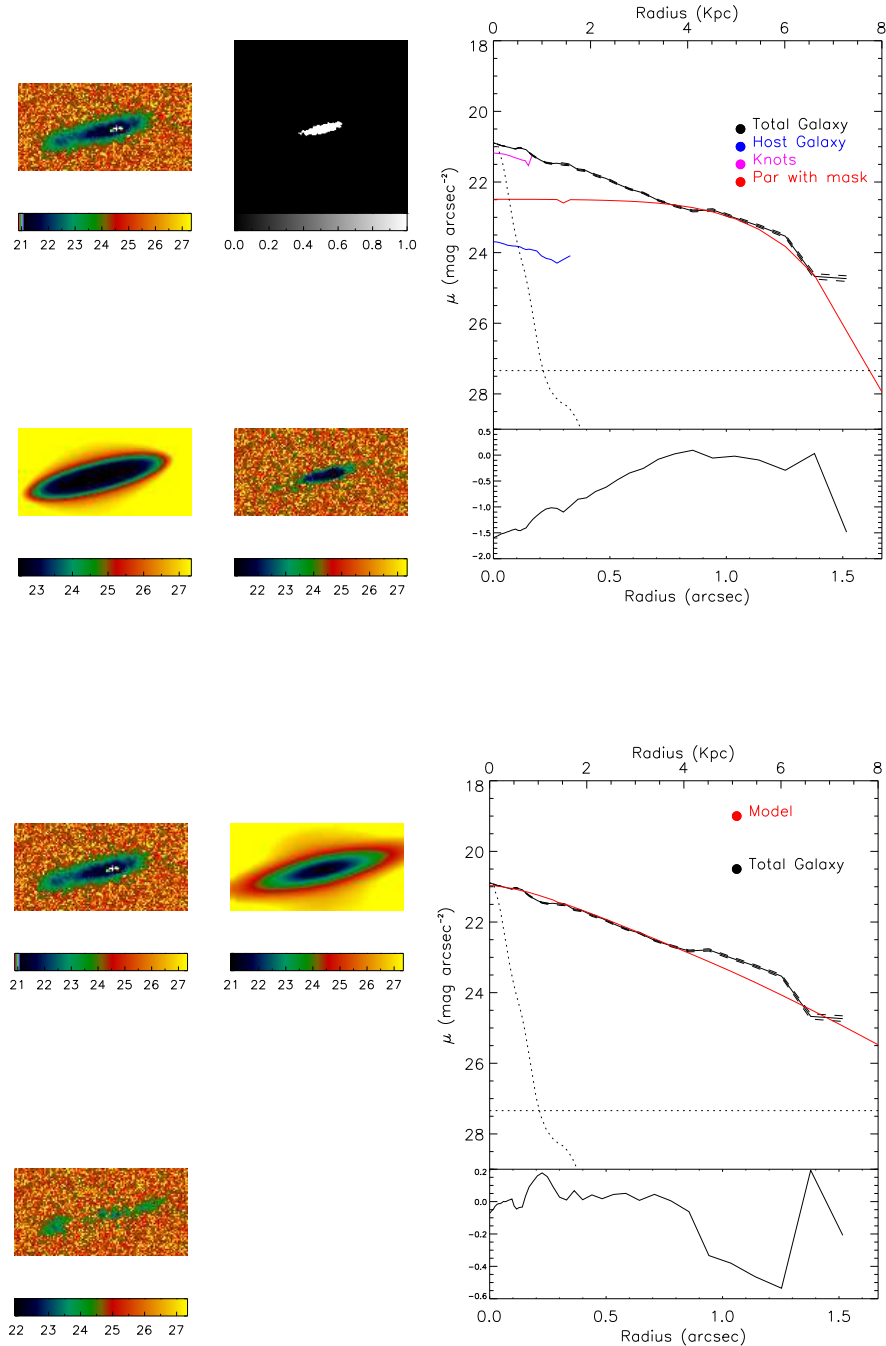 Radius (Kpc)
0 2 4 6 8
18
20
22
24
26
28
μ (mag arcsec⁻²)
Total Galaxy
Host Galaxy
Knots
Par with mask
21 22 23 24 25 26 27
0.0 0.2 0.4 0.6 0.8 1.0
23 24 25 26 27
22 23 24 25 26 27
0.5
0.0
−0.5
−1.0
−1.5
−2.0
0.0 0.5 1.0 1.5
Radius (arcsec)
Radius (Kpc)
0 2 4 6 8
18
20
22
24
26
28
μ (mag arcsec⁻²)
Model
Total Galaxy
21 22 23 24 25 26 27
21 22 23 24 25 26 27
0.2
0.0
−0.2
−0.4
−0.6
22 23 24 25 26 27
0.0 0.5 1.0 1.5
Radius (arcsec)